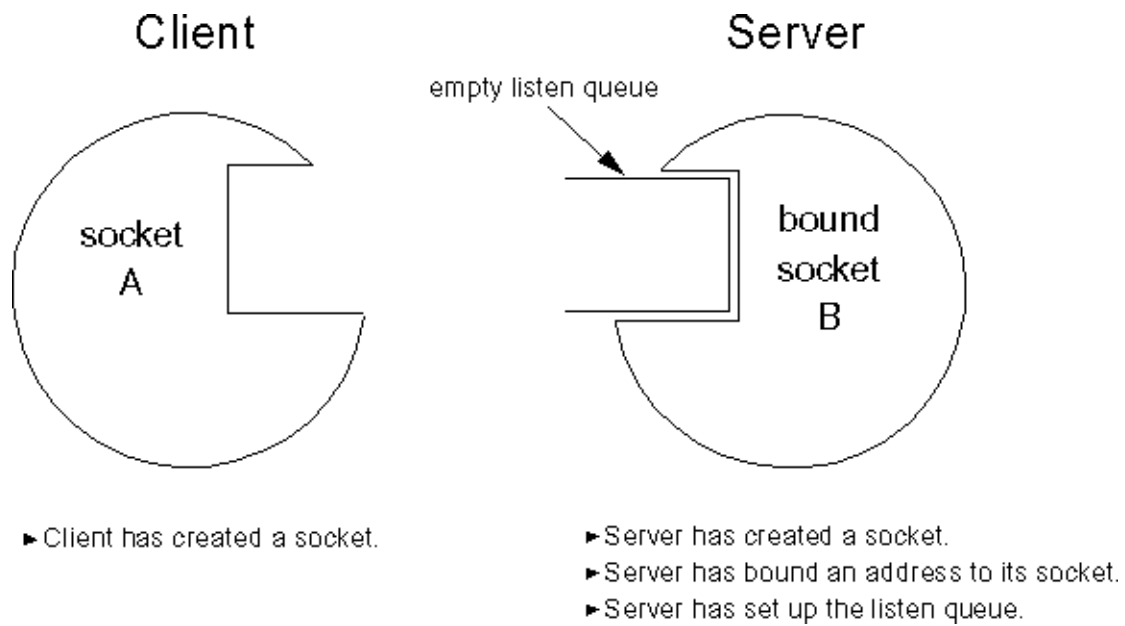 Client
Server
empty listen queue
socket
A
bound
socket
B
►Client has created a socket.
►Server has created a socket.
►Server has bound an address to its socket.
►Server has set up the listen queue.